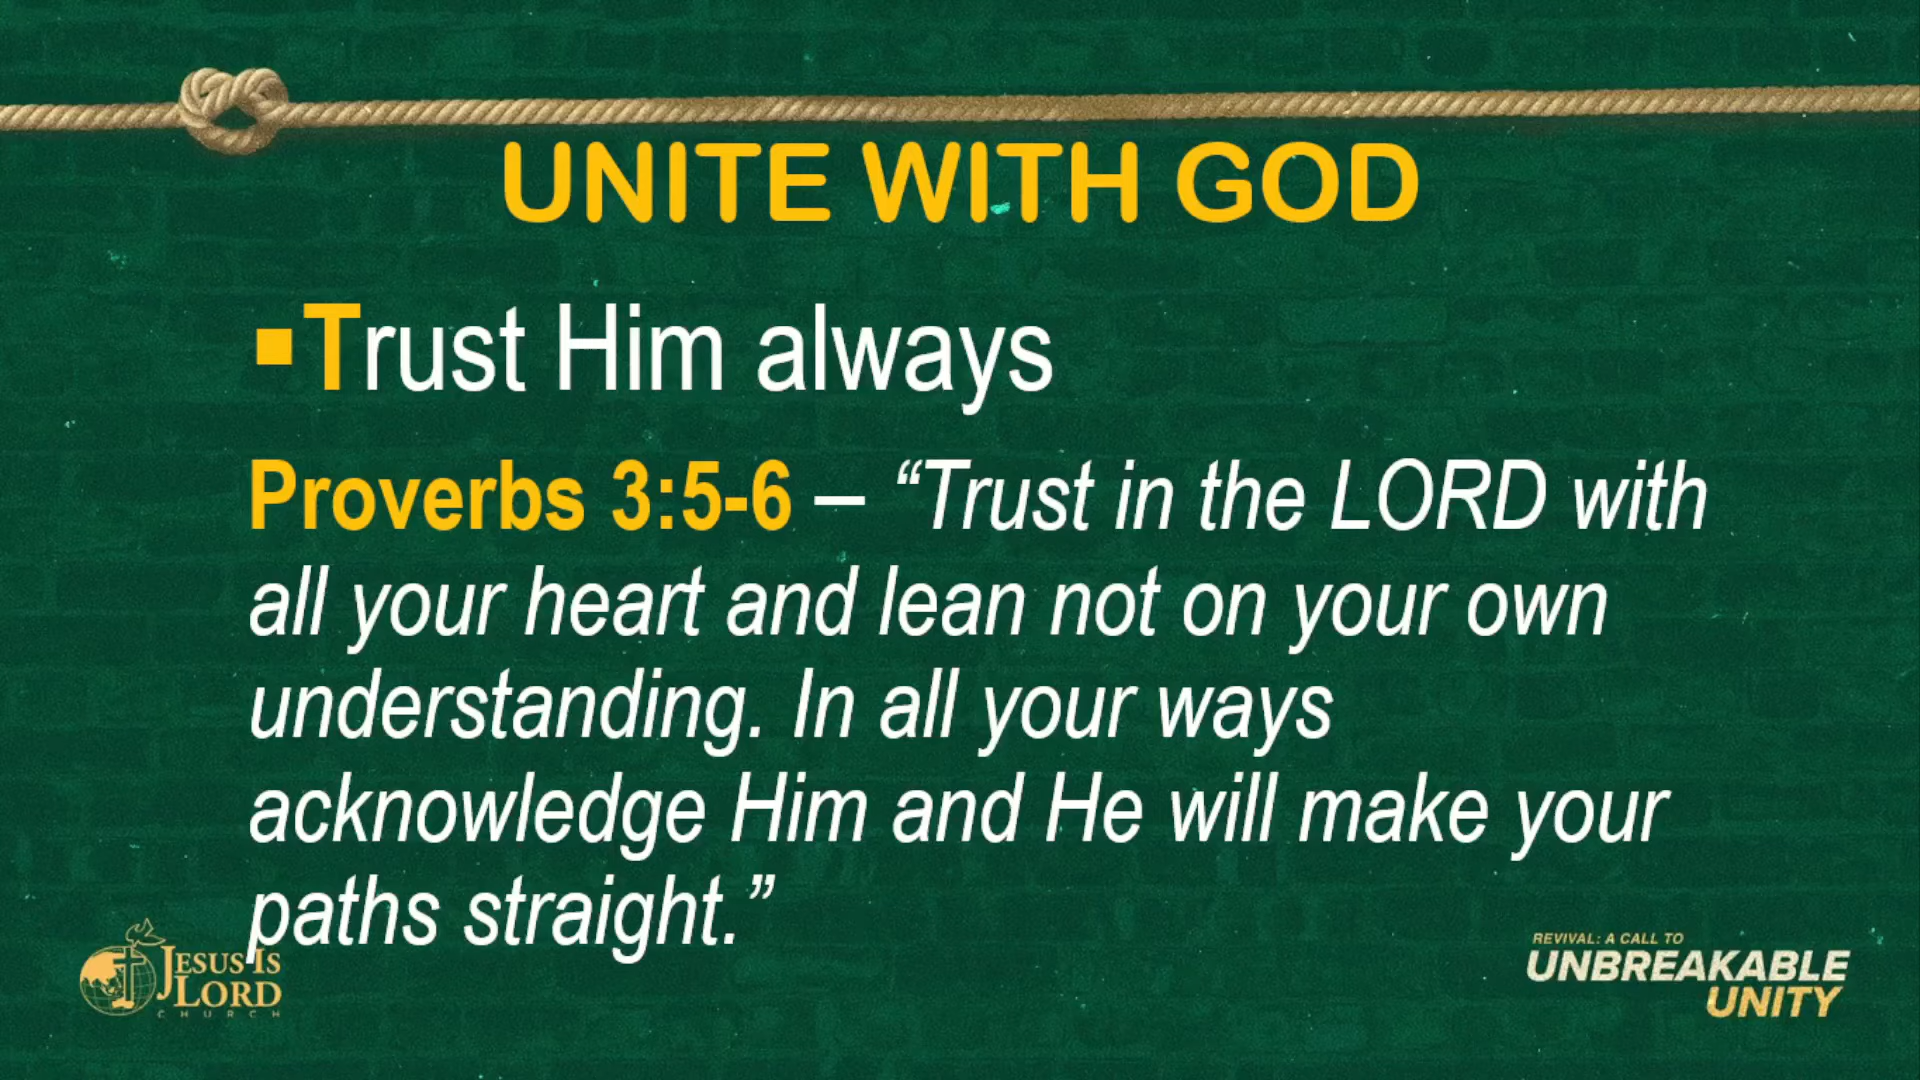 UNITE WITH GOD
▪Trust Him always
Proverbs 3:5-6 – “Trust in the LORD with
all your heart and lean not on your own
understanding. In all your ways
acknowledge Him and He will make your
paths straight.”
JESUS IS
LORD
CHURCH
REVIVAL: A CALL TO
UNBREAKABLE
UNITY